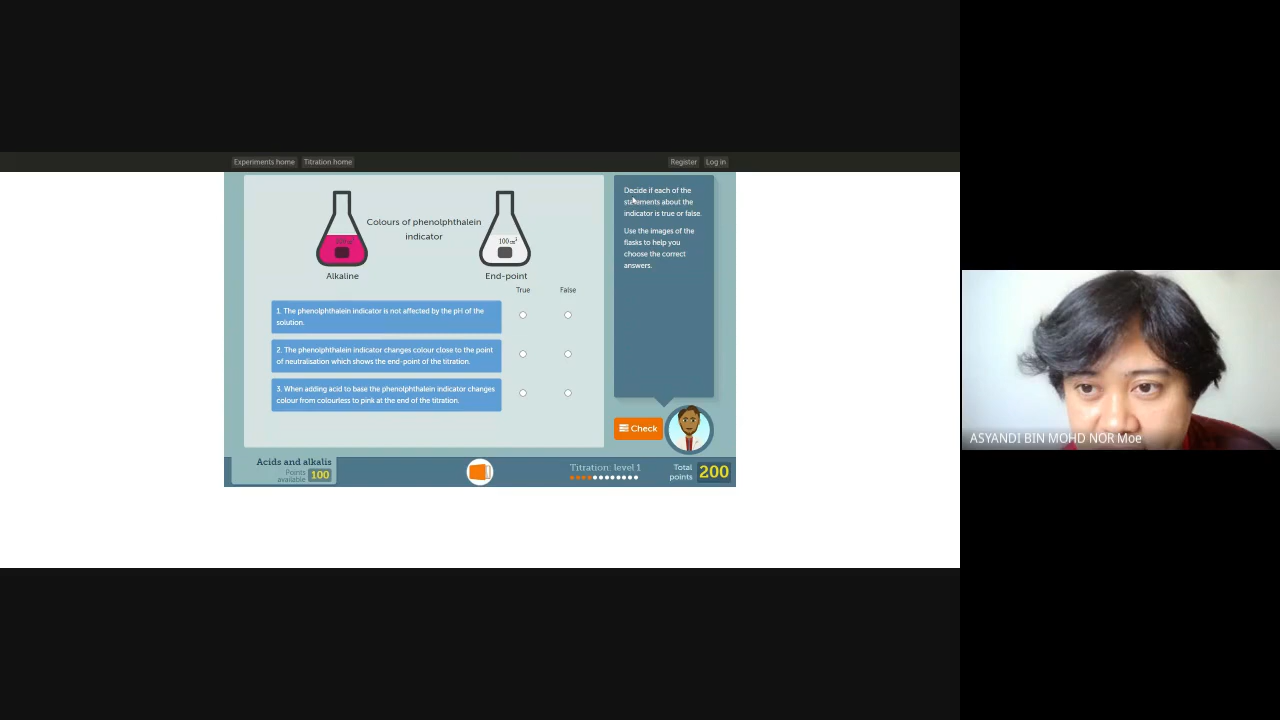 Experiments home Titration home Register Log in
Colours of phenolphthalein
indicator
100 cm³
Alkaline End-point
True False
1. The phenolphthalein indicator is not affected by the pH of the
solution.
2. The phenolphthalein indicator changes colour close to the point
of neutralisation which shows the end-point of the titration.
3. When adding acid to base the phenolphthalein indicator changes
colour from colourless to pink at the end of the titration.
Decide if each of the
statements about the
indicator is true or false.
Use the images of the
flasks to help you
choose the correct
answers.
Check
Acids and alkalis
Points
available 100
Titration: level 1
Total
points 200
ASYANDI BIN MOHD NOR Moe